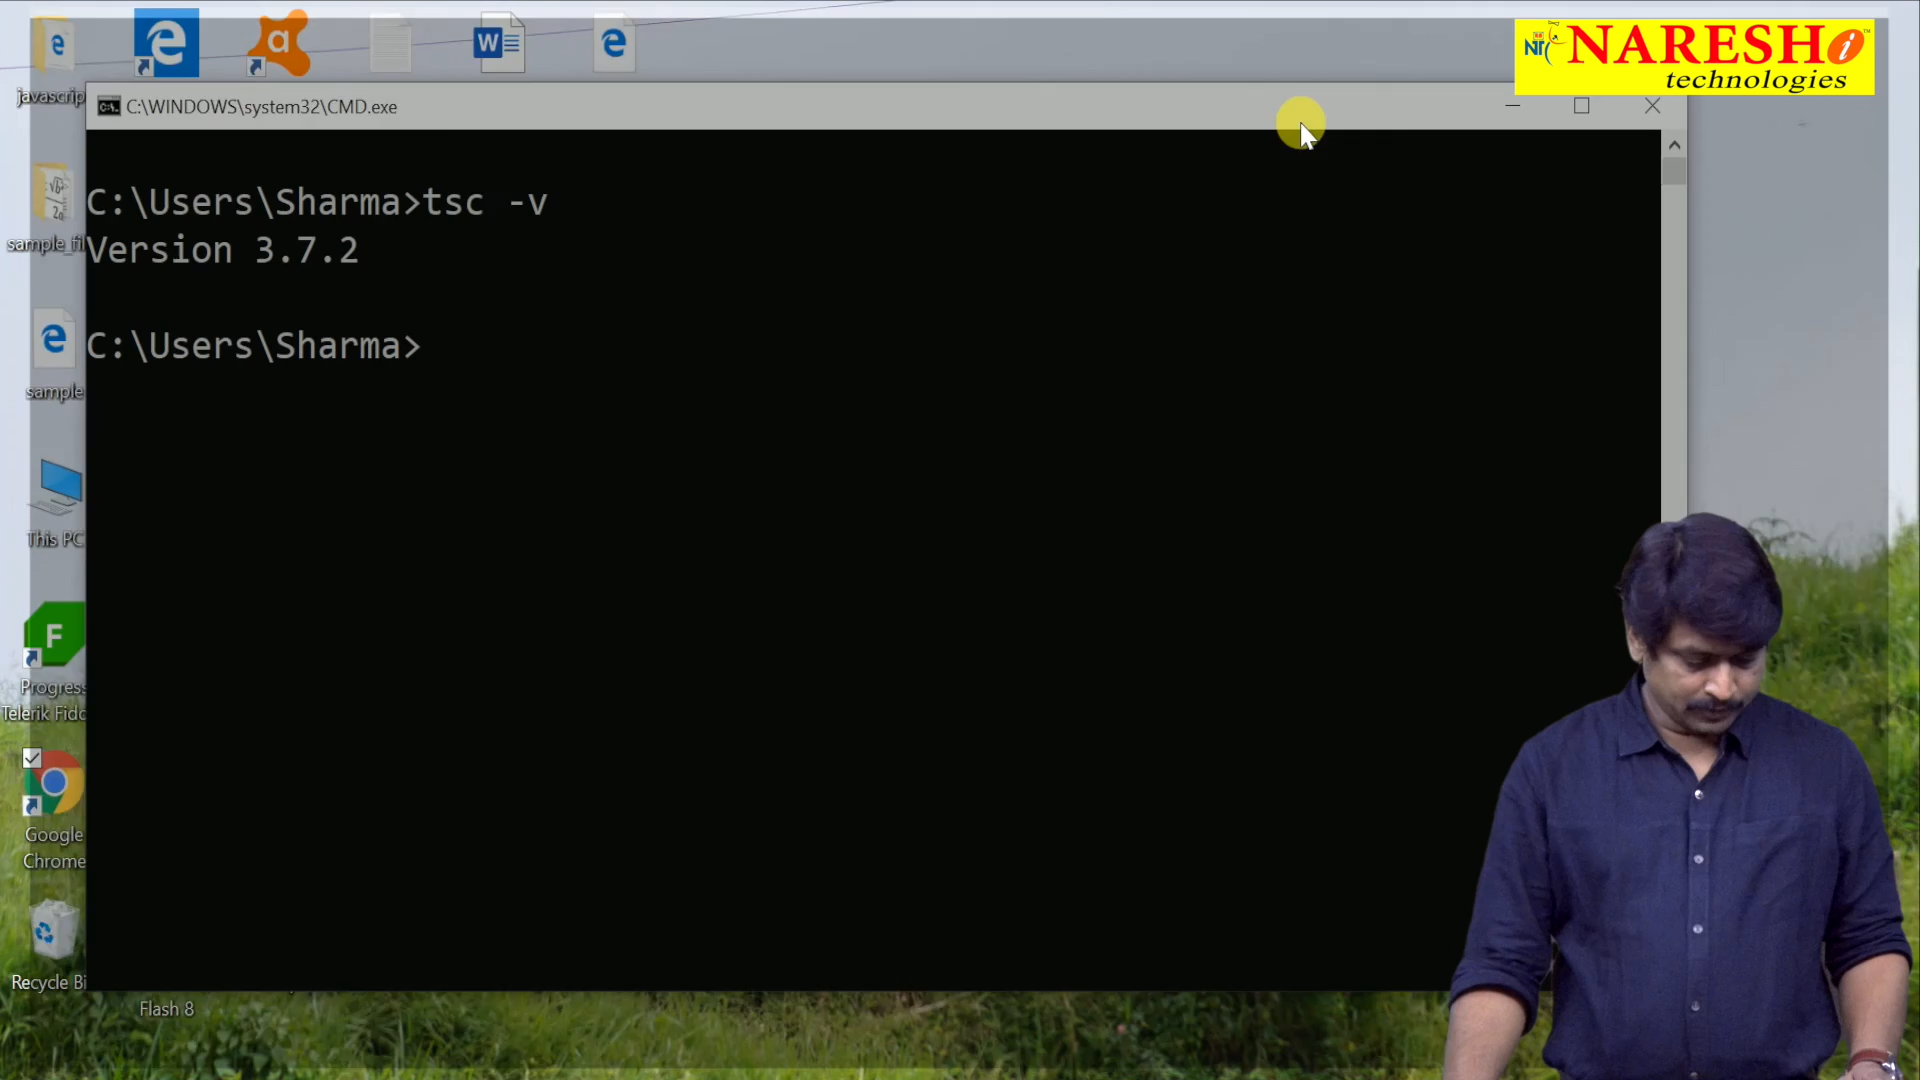 NARESH i
technologies
javascrip
C:\WINDOWS\system32\CMD.exe
C:\Users\Sharma>tsc -v
Version 3.7.2
C:\Users\Sharma>
sample_fil
sample
This PC
Progress
Telerik Fidd
Google
Chrome
Recycle Bi
Flash 8